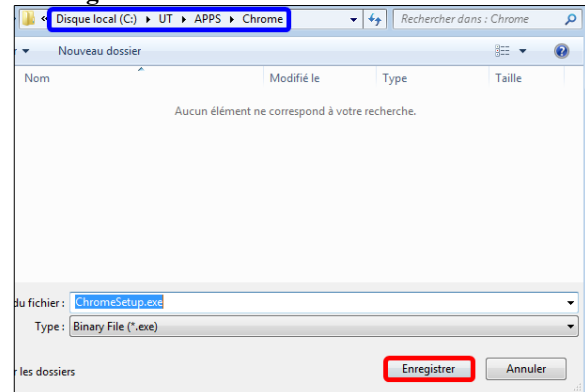 « Disque local (C:) ▸ UT ▸ APPS ▸ Chrome Rechercher dans : Chrome
Nouveau dossier
Nom Modifié le Type Taille
Aucun élément ne correspond à votre recherche.
du fichier : ChromeSetup.exe
Type : Binary File (*.exe)
les dossiers Enregistrer Annuler